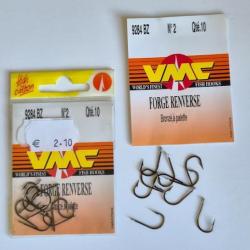 9284 BZ N°2 Qté.10
VMC
WORLD'S FINEST FISH HOOKS
FORGE RENVERSE
Bronzé, à palette
9284 BZ N°2 Qté.10
€ 2-10
VMC
WORLD'S FINEST FISH HOOKS
FORGE RENVERSE